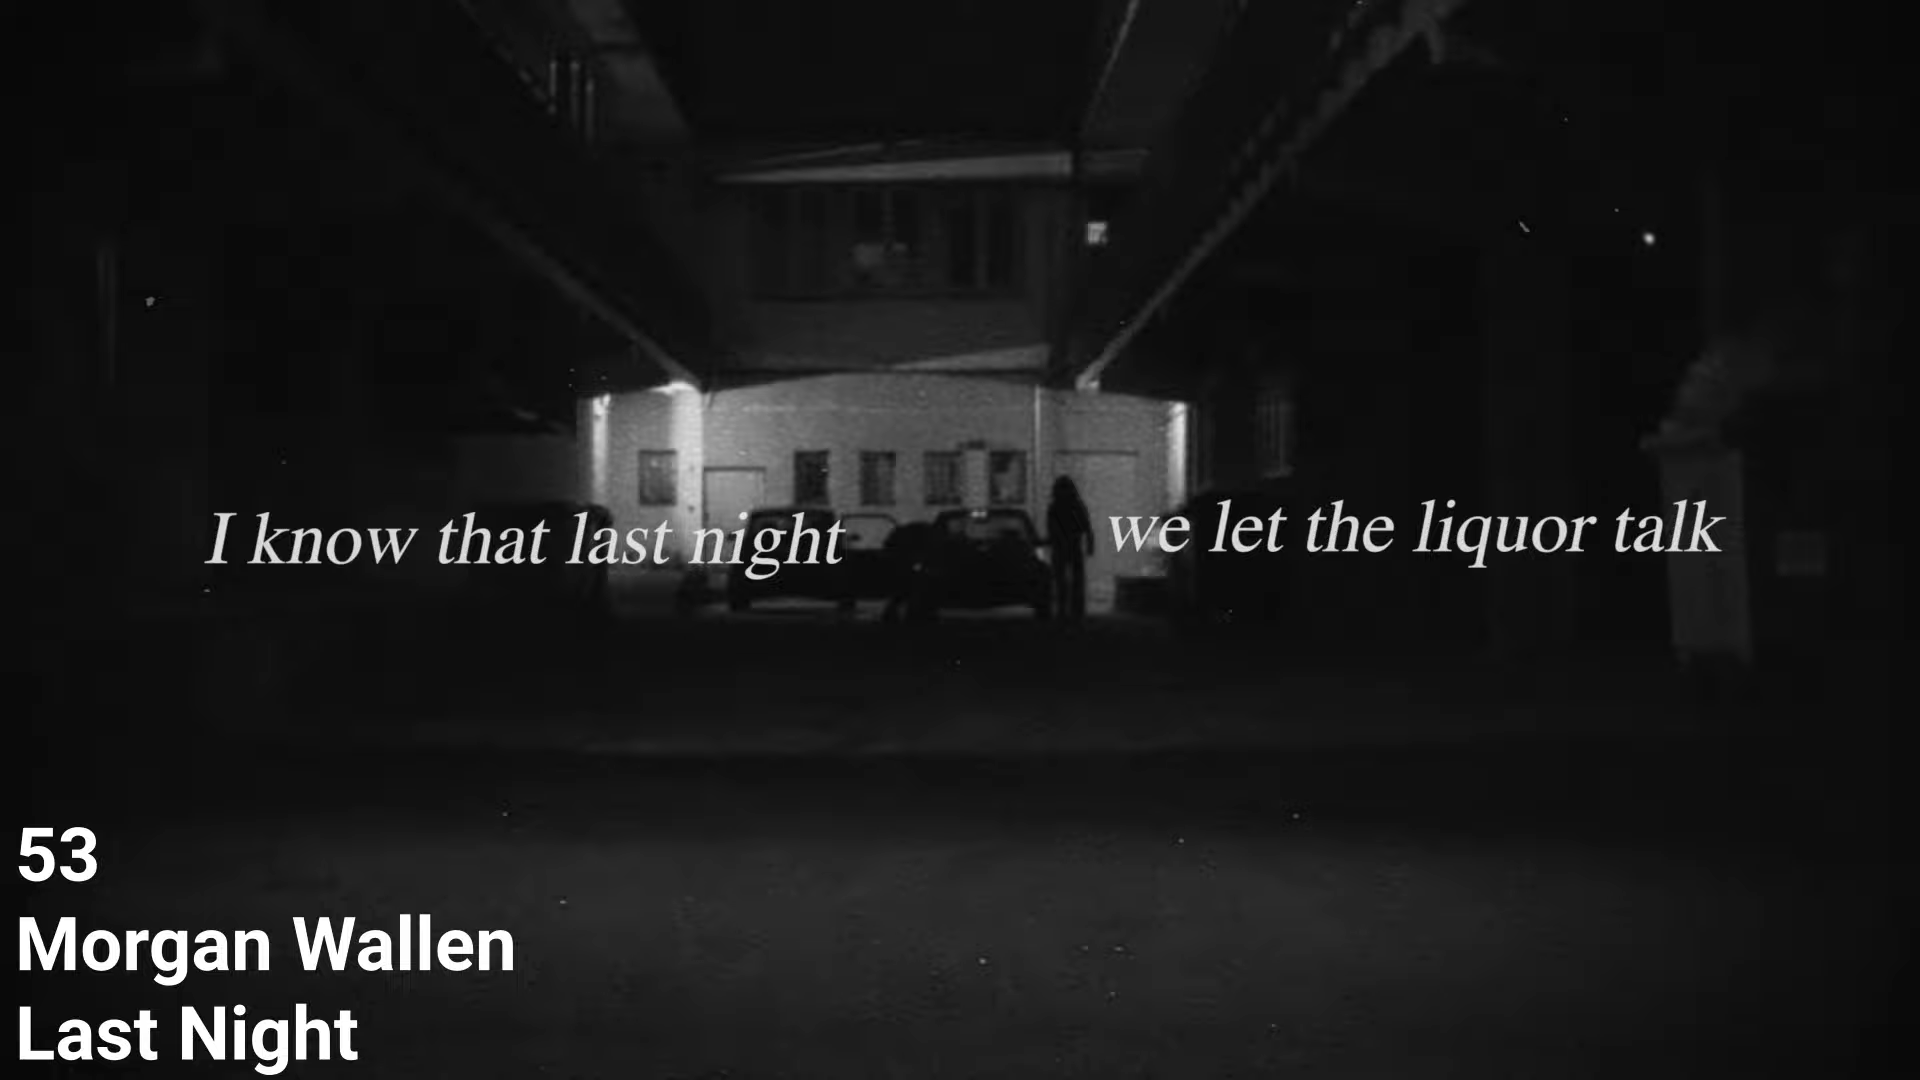 I know that last night we let the liquor talk
53
Morgan Wallen
Last Night